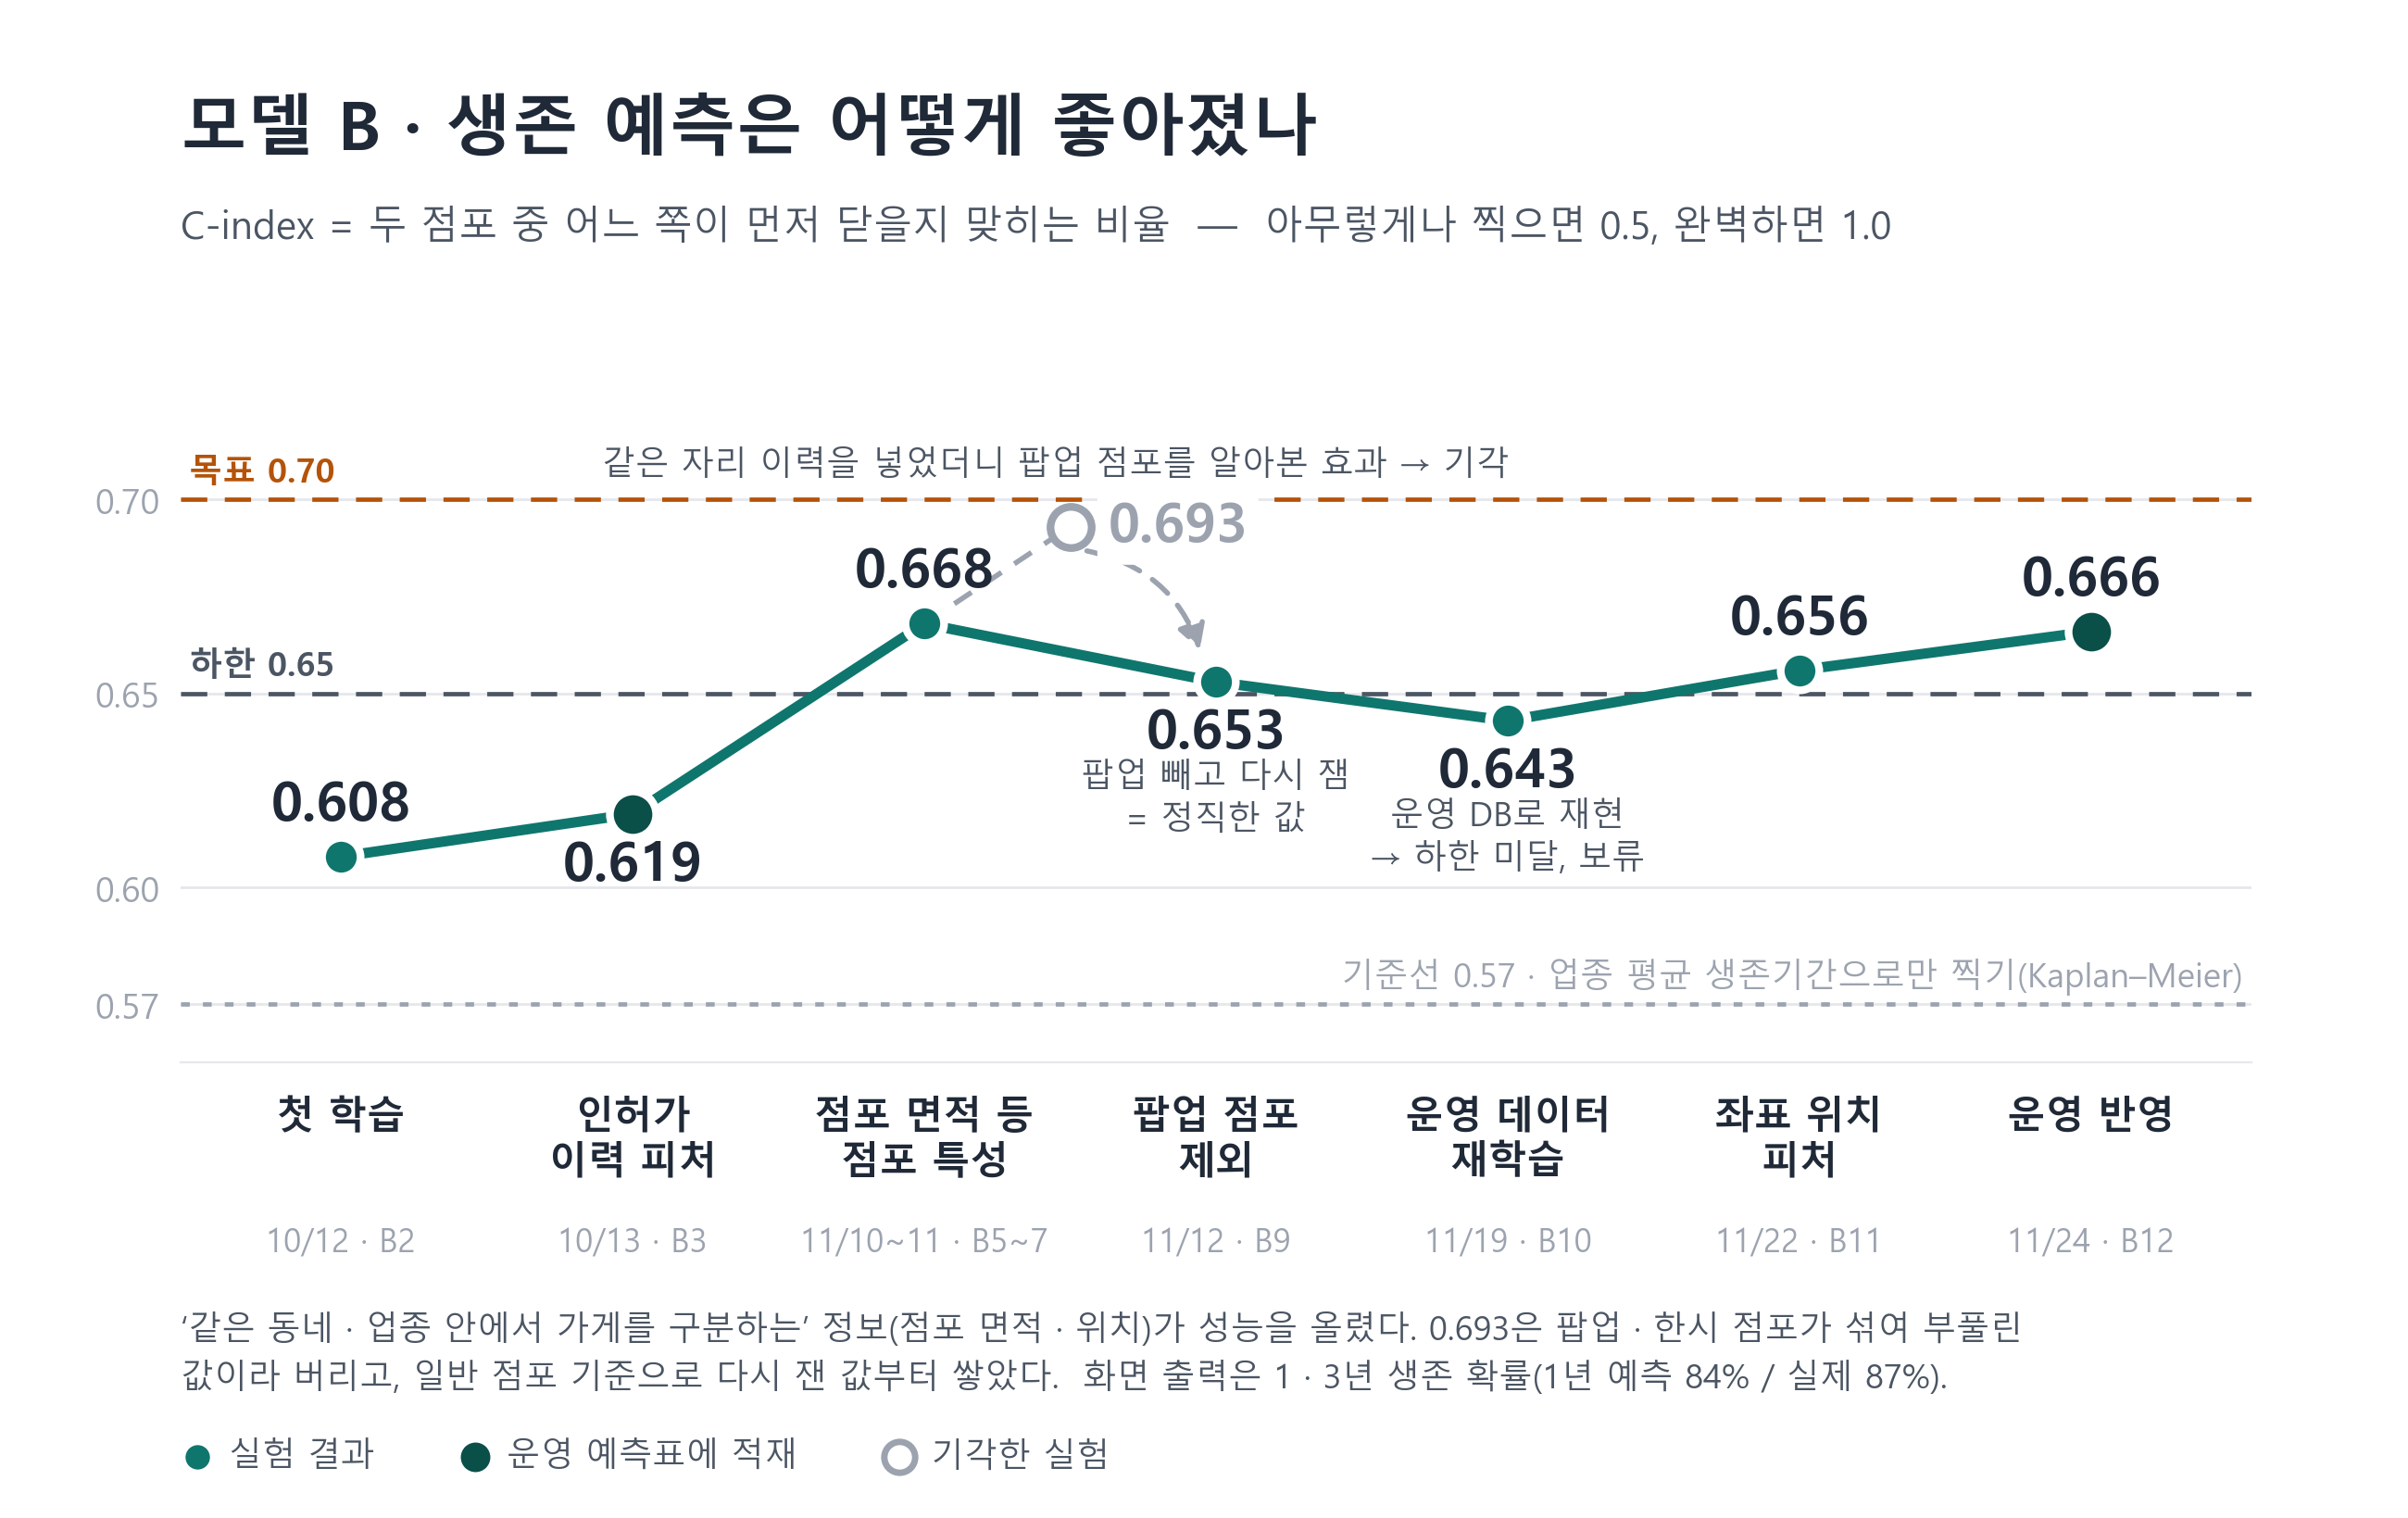 모델 B · 생존 예측은 어떻게 좋아졌나
C-index = 두 점포 중 어느 쪽이 먼저 닫을지 맞히는 비율 — 아무렇게나 찍으면 0.5, 완벽하면 1.0
목표 0.70
같은 자리 이력을 넣었더니 팝업 점포를 알아본 효과 → 기각
0.70
0.693
0.668
0.666
0.656
하한 0.65
0.65
0.653
팝업 빼고 다시 잼
= 정직한 값
0.643
운영 DB로 재현
→ 하한 미달, 보류
0.608
0.619
0.60
기준선 0.57 · 업종 평균 생존기간으로만 찍기(Kaplan–Meier)
0.57
첫 학습
인허가
이력 피처
점포 면적 등
점포 특성
팝업 점포
제외
운영 데이터
재학습
좌표 위치
피처
운영 반영
10/12 · B2
10/13 · B3
11/10~11 · B5~7
11/12 · B9
11/19 · B10
11/22 · B11
11/24 · B12
‘같은 동네 · 업종 안에서 가게를 구분하는’ 정보(점포 면적 · 위치)가 성능을 올렸다. 0.693은 팝업 · 한시 점포가 섞여 부풀린
값이라 버리고, 일반 점포 기준으로 다시 잰 값부터 쌓았다. 화면 출력은 1 · 3년 생존 확률(1년 예측 84% / 실제 87%).
실험 결과
운영 예측표에 적재
기각한 실험